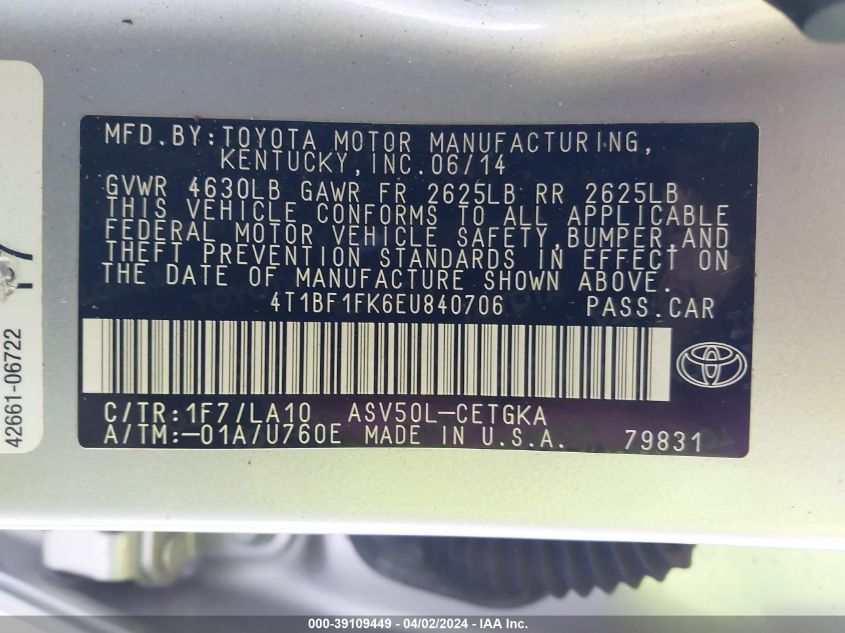 MFD.BY:TOYOTA MOTOR MANUFACTURING,
KENTUCKY,INC.06/14
GVWR 4630LB GAWR FR 2625LB RR 2625LB
THIS VEHICLE CONFORMS TO ALL APPLICABLE
FEDERAL MOTOR VEHICLE SAFETY,BUMPER,AND
THEFT PREVENTION STANDARDS IN EFFECT ON
THE DATE OF MANUFACTURE SHOWN ABOVE.
4T1BF1FK6EU840706 PASS.CAR
C/TR:1F7/LA10 ASV50L-CETGKA
A/TM:-01A/U760E MADE IN U.S.A. 79831
42661-06722
000-39109449 - 04/02/2024 - IAA Inc.